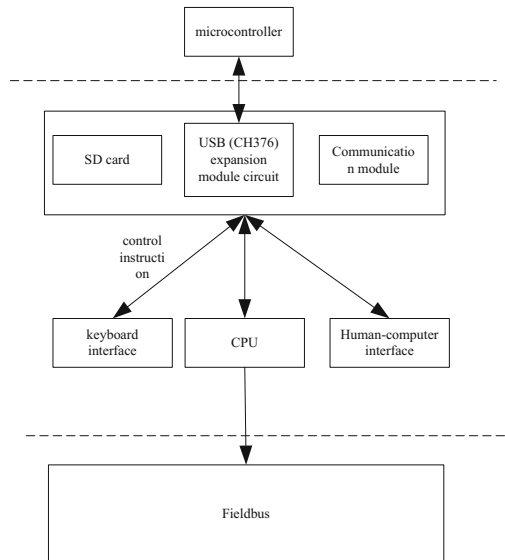 microcontroller
SD card
USB (CH376)
expansion
module circuit
Communicatio
n module
control
instructi
on
keyboard
interface
CPU
Human-computer
interface
Fieldbus